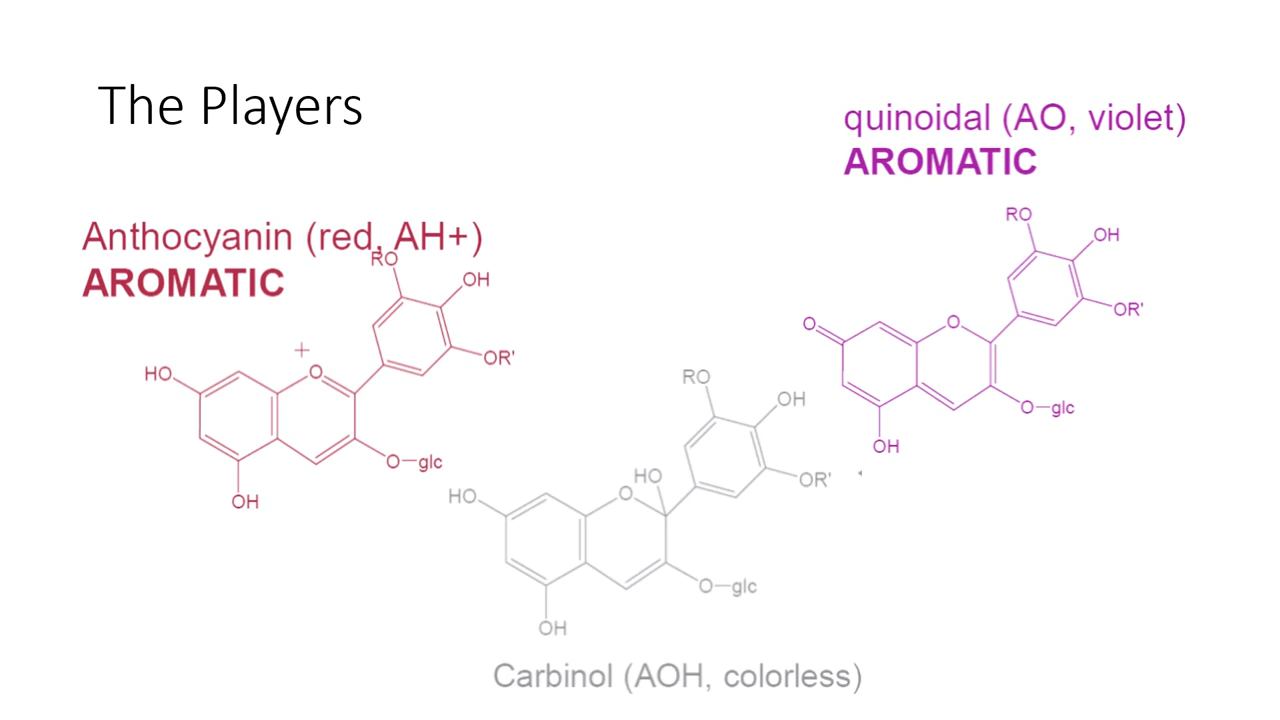 The Players
quinoidal (AO, violet)
AROMATIC
Anthocyanin (red, AH+)
AROMATIC
RO
OH
OR'
+
HO
O
O–glc
OH
RO
OH
OR'
O
O
O–glc
OH
RO
OH
OR'
HO
HO
O
O–glc
OH
Carbinol (AOH, colorless)